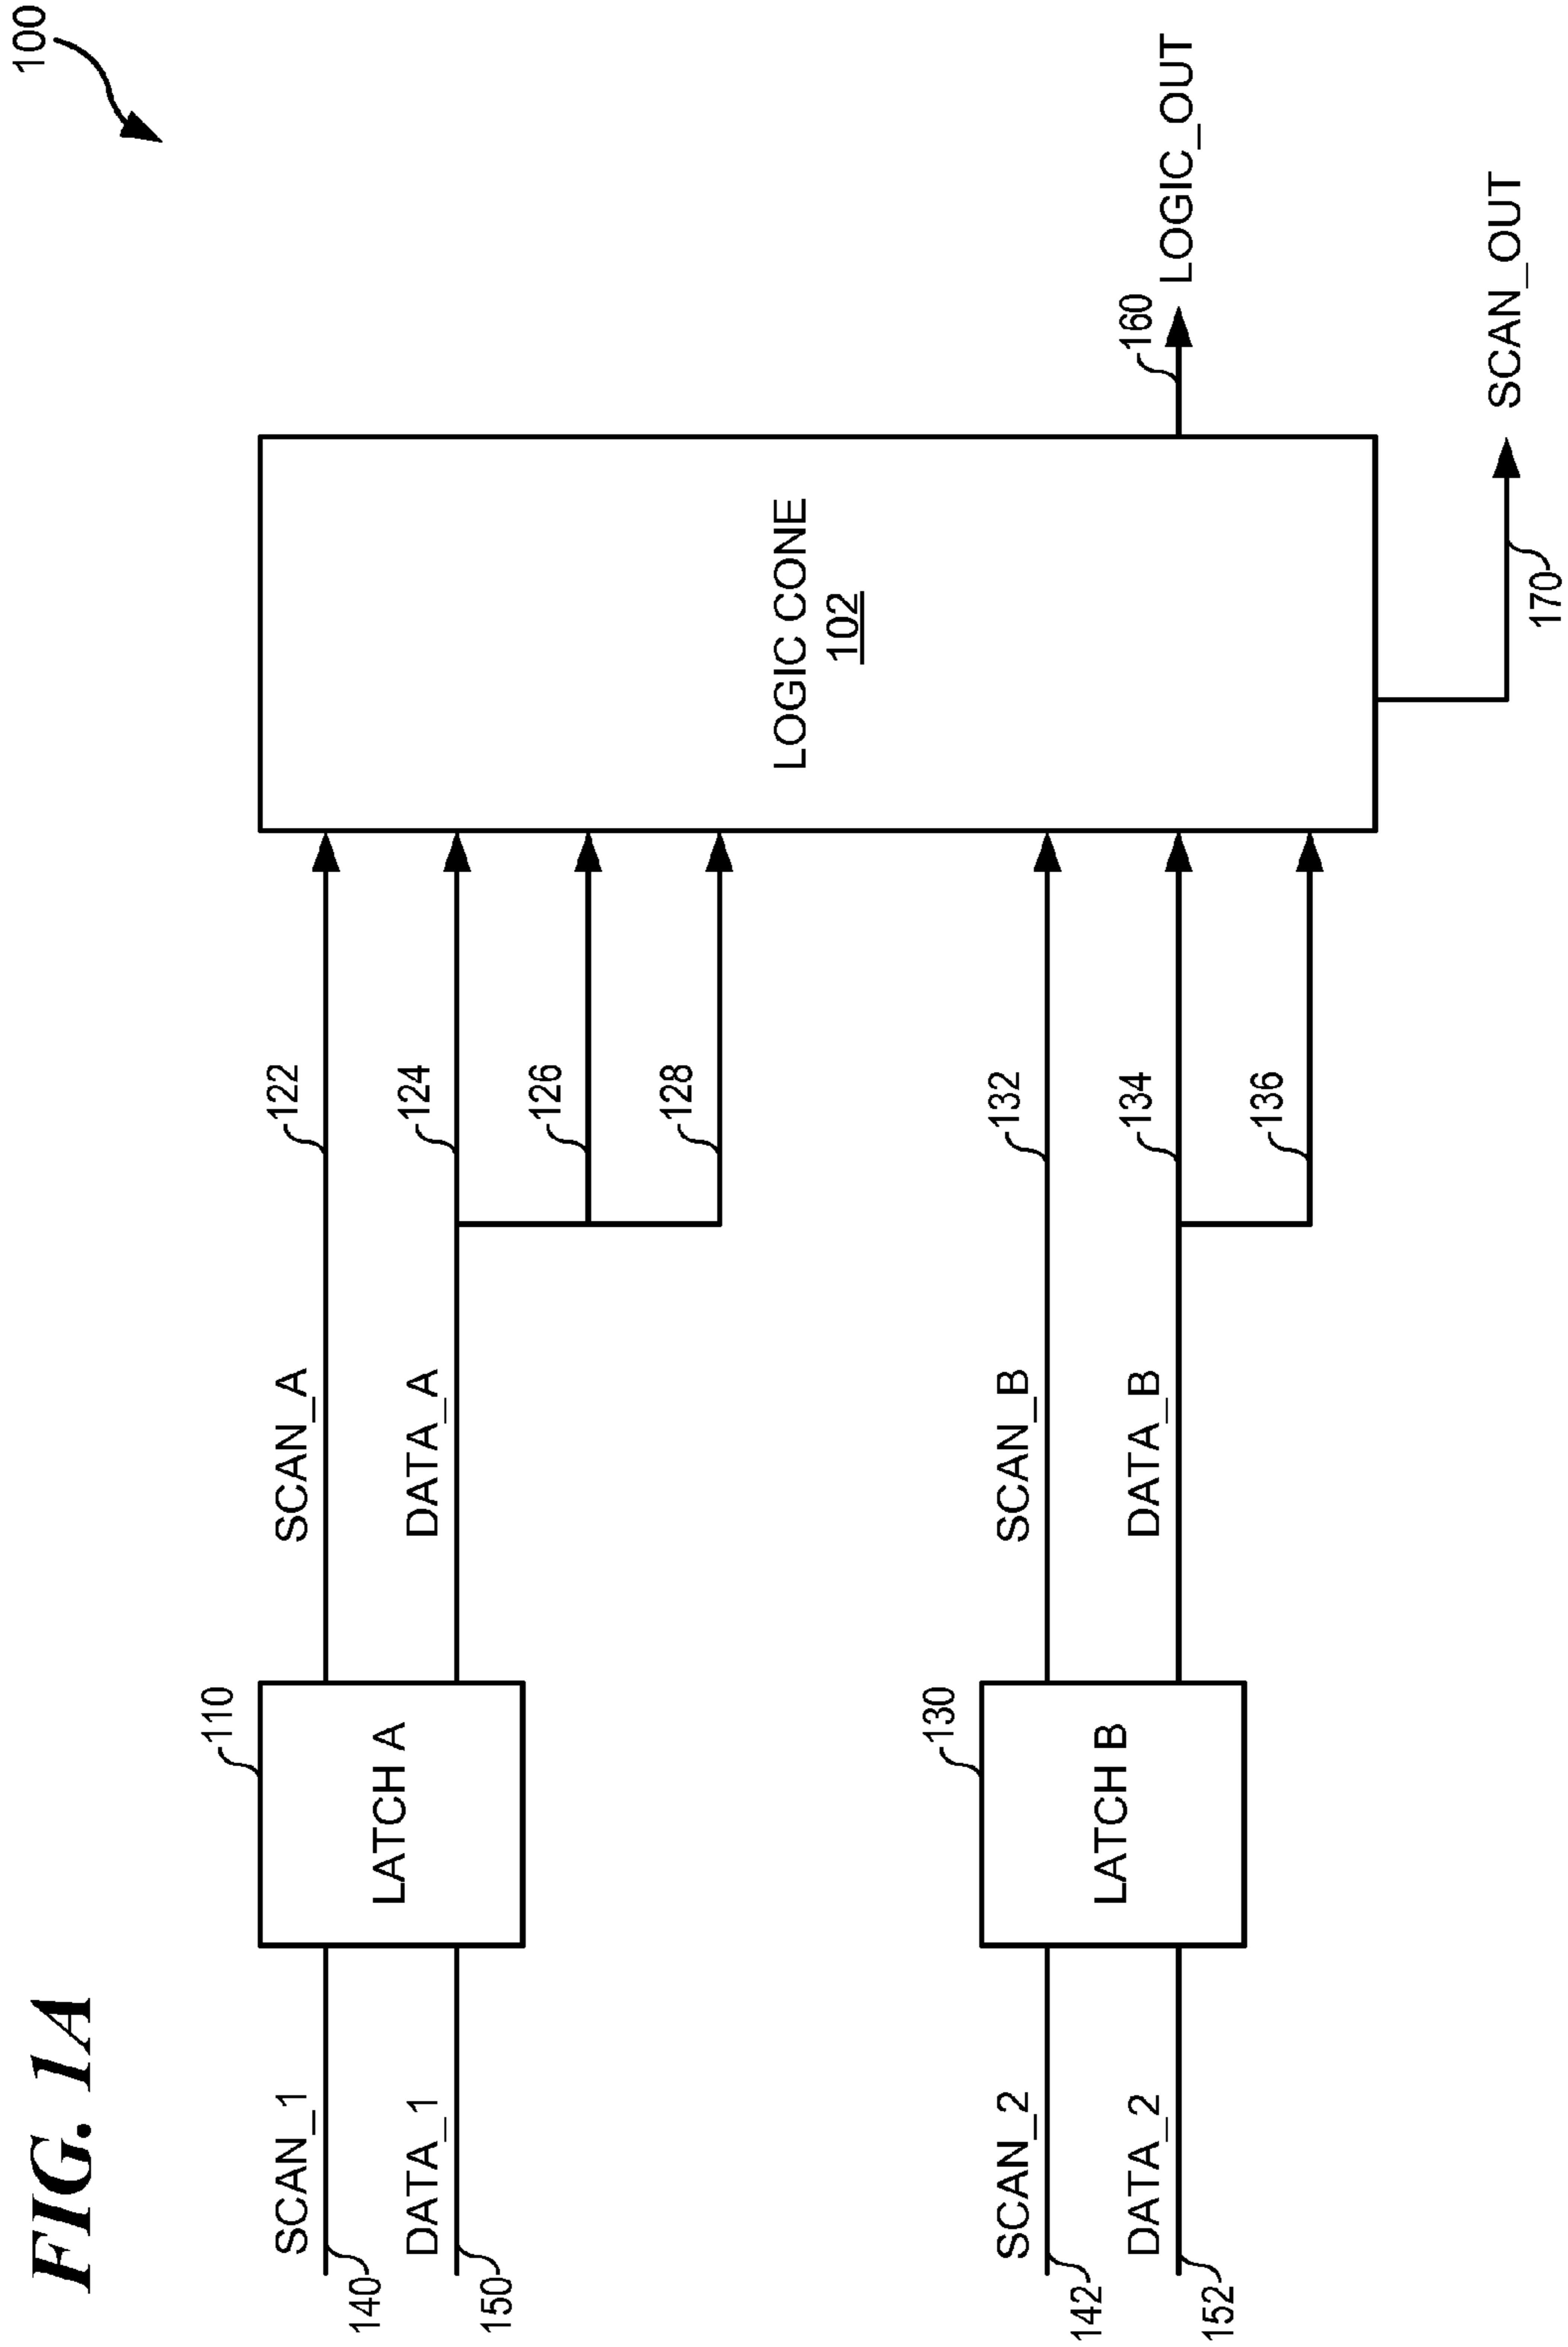 FIG. 1A
100
SCAN_1
140
DATA_1
150
110
LATCH A
SCAN_A
122
DATA_A
124
126
128
LOGIC CONE
102
SCAN_2
142
DATA_2
152
130
LATCH B
SCAN_B
132
DATA_B
134
136
160
LOGIC_OUT
170
SCAN_OUT